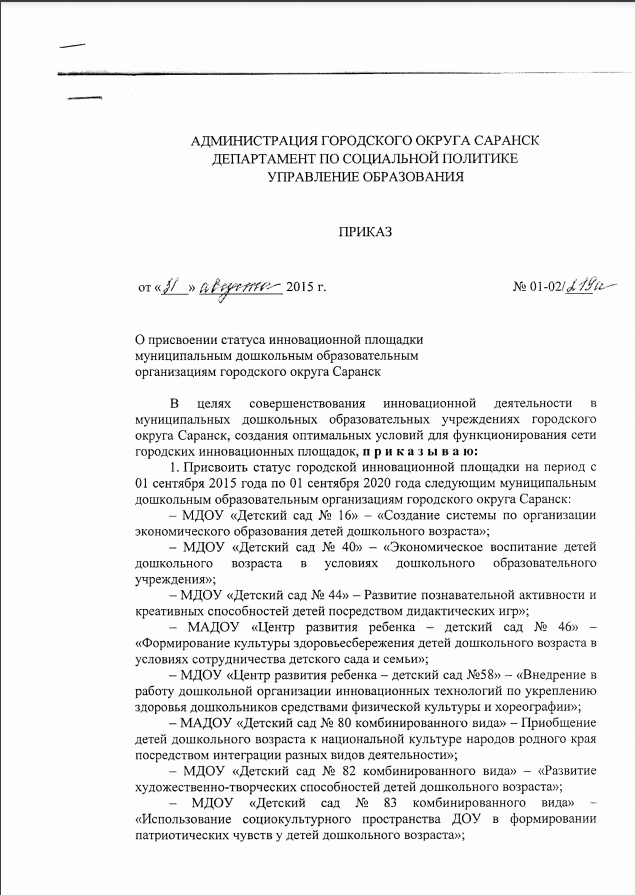 АДМИНИСТРАЦИЯ ГОРОДСКОГО ОКРУГА САРАНСК
ДЕПАРТАМЕНТ ПО СОЦИАЛЬНОЙ ПОЛИТИКЕ
УПРАВЛЕНИЕ ОБРАЗОВАНИЯ
ПРИКАЗ
от «31» августа 2015 г. № 01-02/219
О присвоении статуса инновационной площадки
муниципальным дошкольным образовательным
организациям городского округа Саранск
В целях совершенствования инновационной деятельности в
муниципальных дошкольных образовательных учреждениях городского
округа Саранск, создания оптимальных условий для функционирования сети
городских инновационных площадок, п р и к а з ы в а ю:
1. Присвоить статус городской инновационной площадки на период с
01 сентября 2015 года по 01 сентября 2020 года следующим муниципальным
дошкольным образовательным организациям городского округа Саранск:
– МДОУ «Детский сад № 16» – «Создание системы по организации
экономического образования детей дошкольного возраста»;
– МДОУ «Детский сад № 40» – «Экономическое воспитание детей
дошкольного возраста в условиях дошкольного образовательного
учреждения»;
– МДОУ «Детский сад № 44» – Развитие познавательной активности и
креативных способностей детей посредством дидактических игр»;
– МАДОУ «Центр развития ребенка – детский сад № 46» –
«Формирование культуры здоровьесбережения детей дошкольного возраста в
условиях сотрудничества детского сада и семьи»;
– МДОУ «Центр развития ребенка – детский сад №58» – «Внедрение в
работу дошкольной организации инновационных технологий по укреплению
здоровья дошкольников средствами физической культуры и хореографии»;
– МАДОУ «Детский сад № 80 комбинированного вида» – Приобщение
детей дошкольного возраста к национальной культуре народов родного края
посредством интеграции разных видов деятельности»;
– МДОУ «Детский сад № 82 комбинированного вида» – «Развитие
художественно-творческих способностей детей дошкольного возраста»;
– МДОУ «Детский сад № 83 комбинированного вида» –
«Использование социокультурного пространства ДОУ в формировании
патриотических чувств у детей дошкольного возраста»;